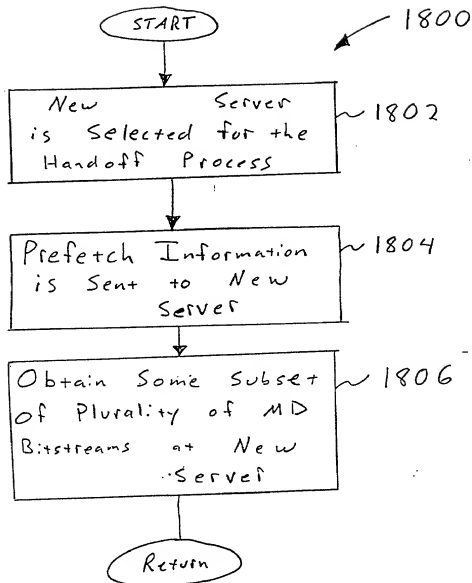 START
1800
New Server
is Selected for the
Handoff Process
1802
Prefetch Information
is Sent to New
Server
1804
Obtain Some Subset
of Plurality of MD
Bitstreams at New
Server
1806
Return